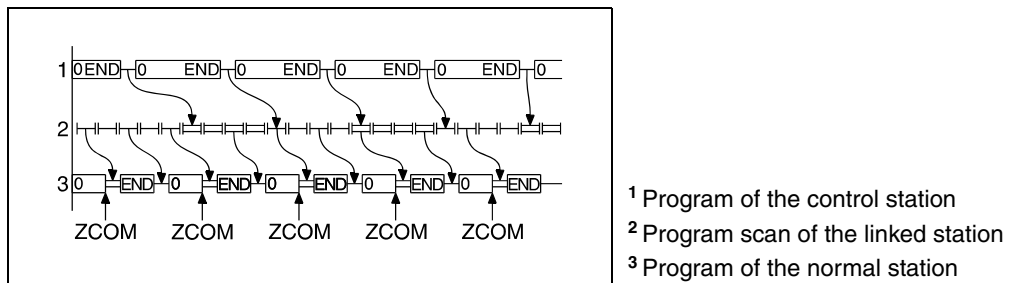 1 0 END 0 END 0 END 0 END 0 END 0
2
3 0 END 0 END 0 END 0 END 0 END
ZCOM ZCOM ZCOM ZCOM ZCOM
1 Program of the control station
2 Program scan of the linked station
3 Program of the normal station